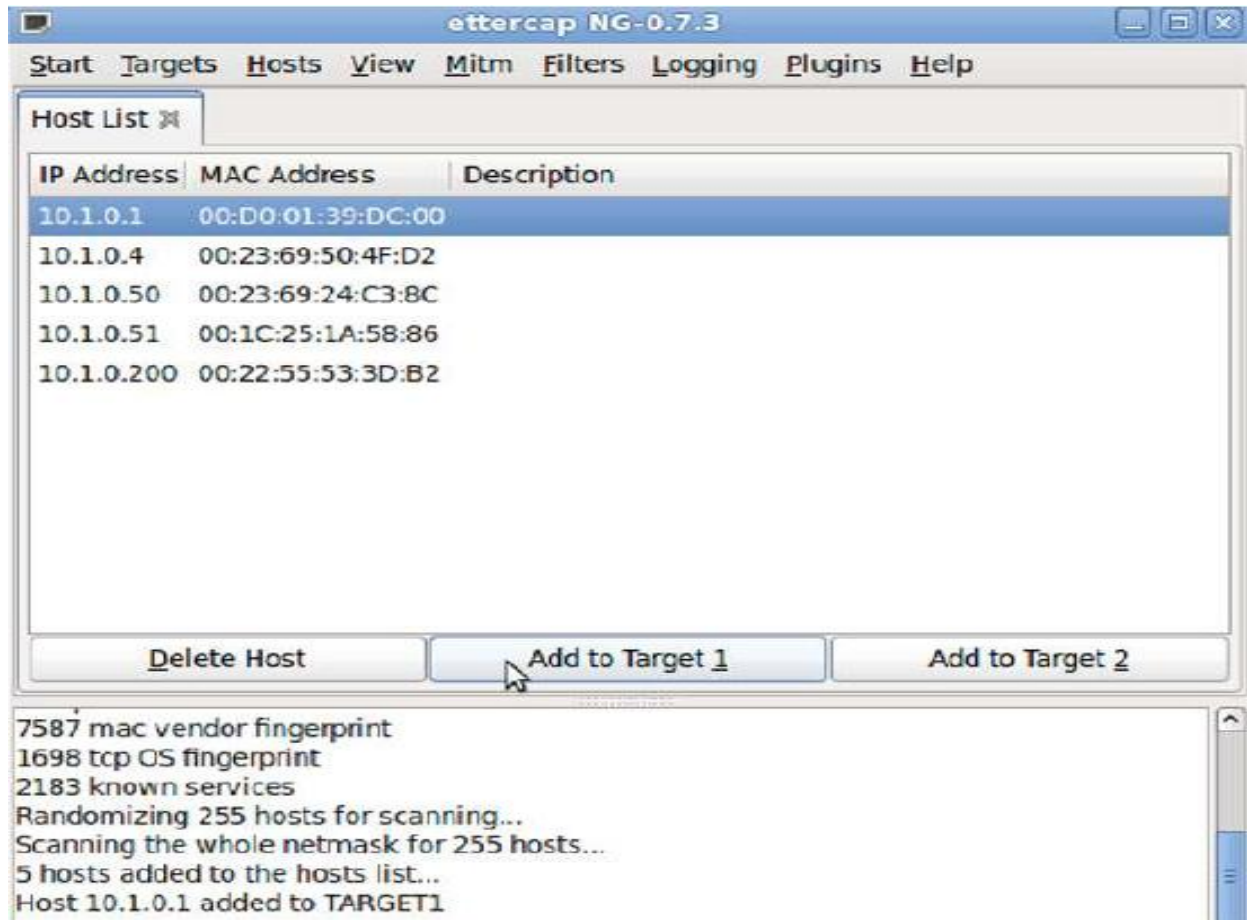 ettercap NG-0.7.3
Start Targets Hosts View Mitm Filters Logging Plugins Help
Host List
IP Address MAC Address Description
10.1.0.1 00:D0:01:39:DC:00
10.1.0.4 00:23:69:50:4F:D2
10.1.0.50 00:23:69:24:C3:8C
10.1.0.51 00:1C:25:1A:58:86
10.1.0.200 00:22:55:53:3D:B2
Delete Host Add to Target 1 Add to Target 2
7587 mac vendor fingerprint
1698 tcp OS fingerprint
2183 known services
Randomizing 255 hosts for scanning...
Scanning the whole netmask for 255 hosts...
5 hosts added to the hosts list...
Host 10.1.0.1 added to TARGET1